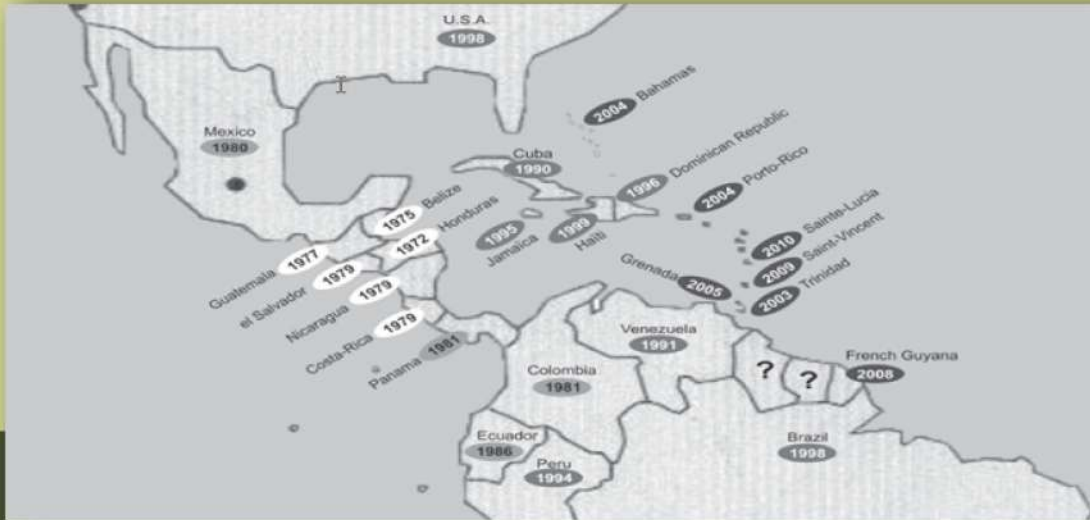 U.S.A.
1998
2004 Bahamas
Mexico
1980
Cuba
1990
1996 Dominican Republic
2004 Porto-Rico
1975 Belize
1972 Honduras
1995
Jamaica
1999
Haïti
2010 Sainte-Lucia
2009 Saint-Vincent
2003 Trinidad
Grenada 2005
Guatemala 1977
el Salvador 1979
Nicaragua 1979
Costa-Rica 1979
Panama 1981
Venezuela
1991
French Guyana
2008
? ?
Colombia
1981
Ecuador
1986
Peru
1994
Brazil
1998